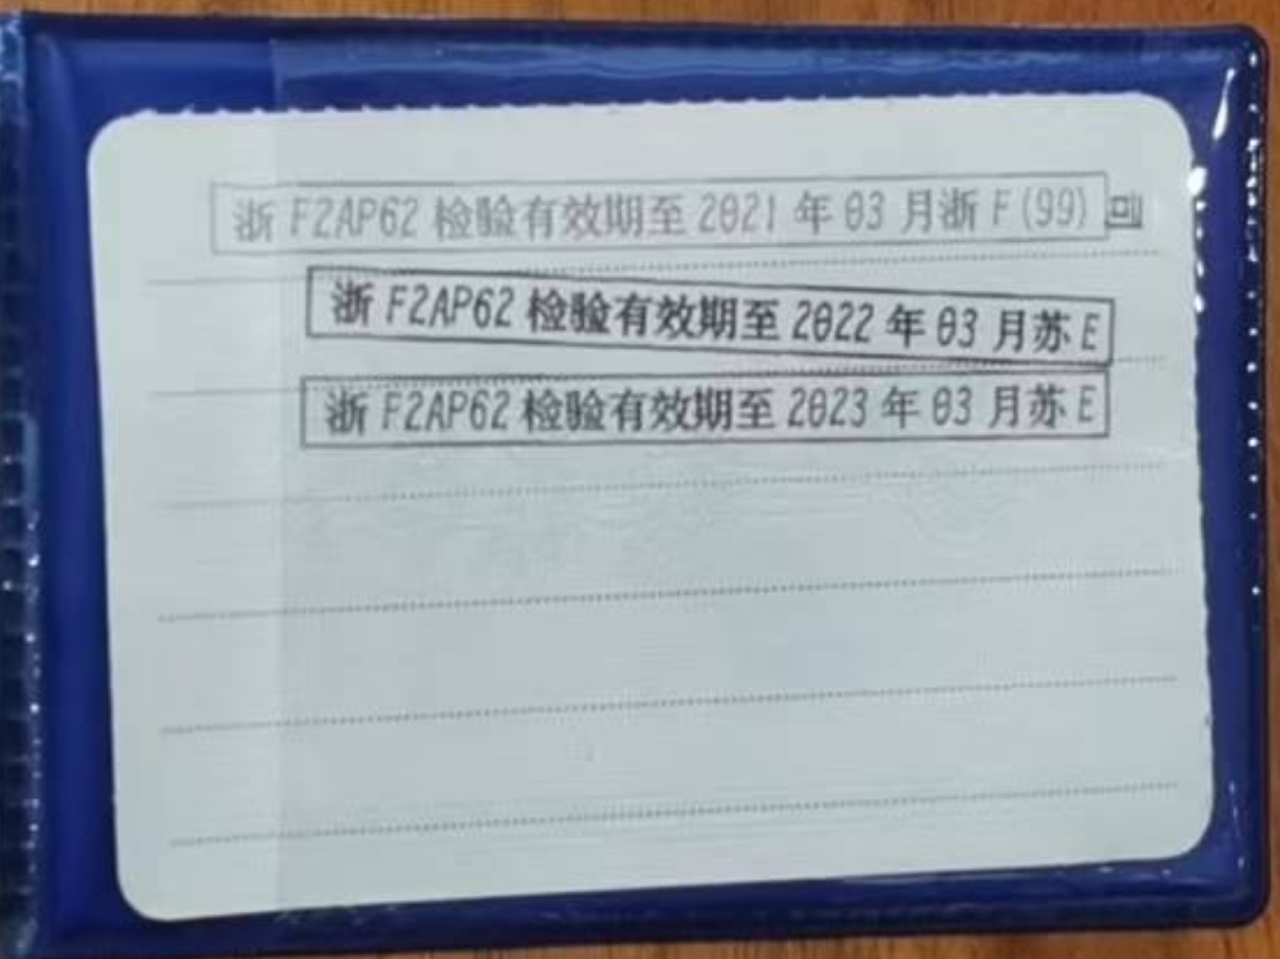 浙 F2AP62 检验有效期至 2021 年 03 月浙 F(99) 回
浙 F2AP62 检验有效期至 2022 年 03 月苏 E
浙 F2AP62 检验有效期至 2023 年 03 月苏 E